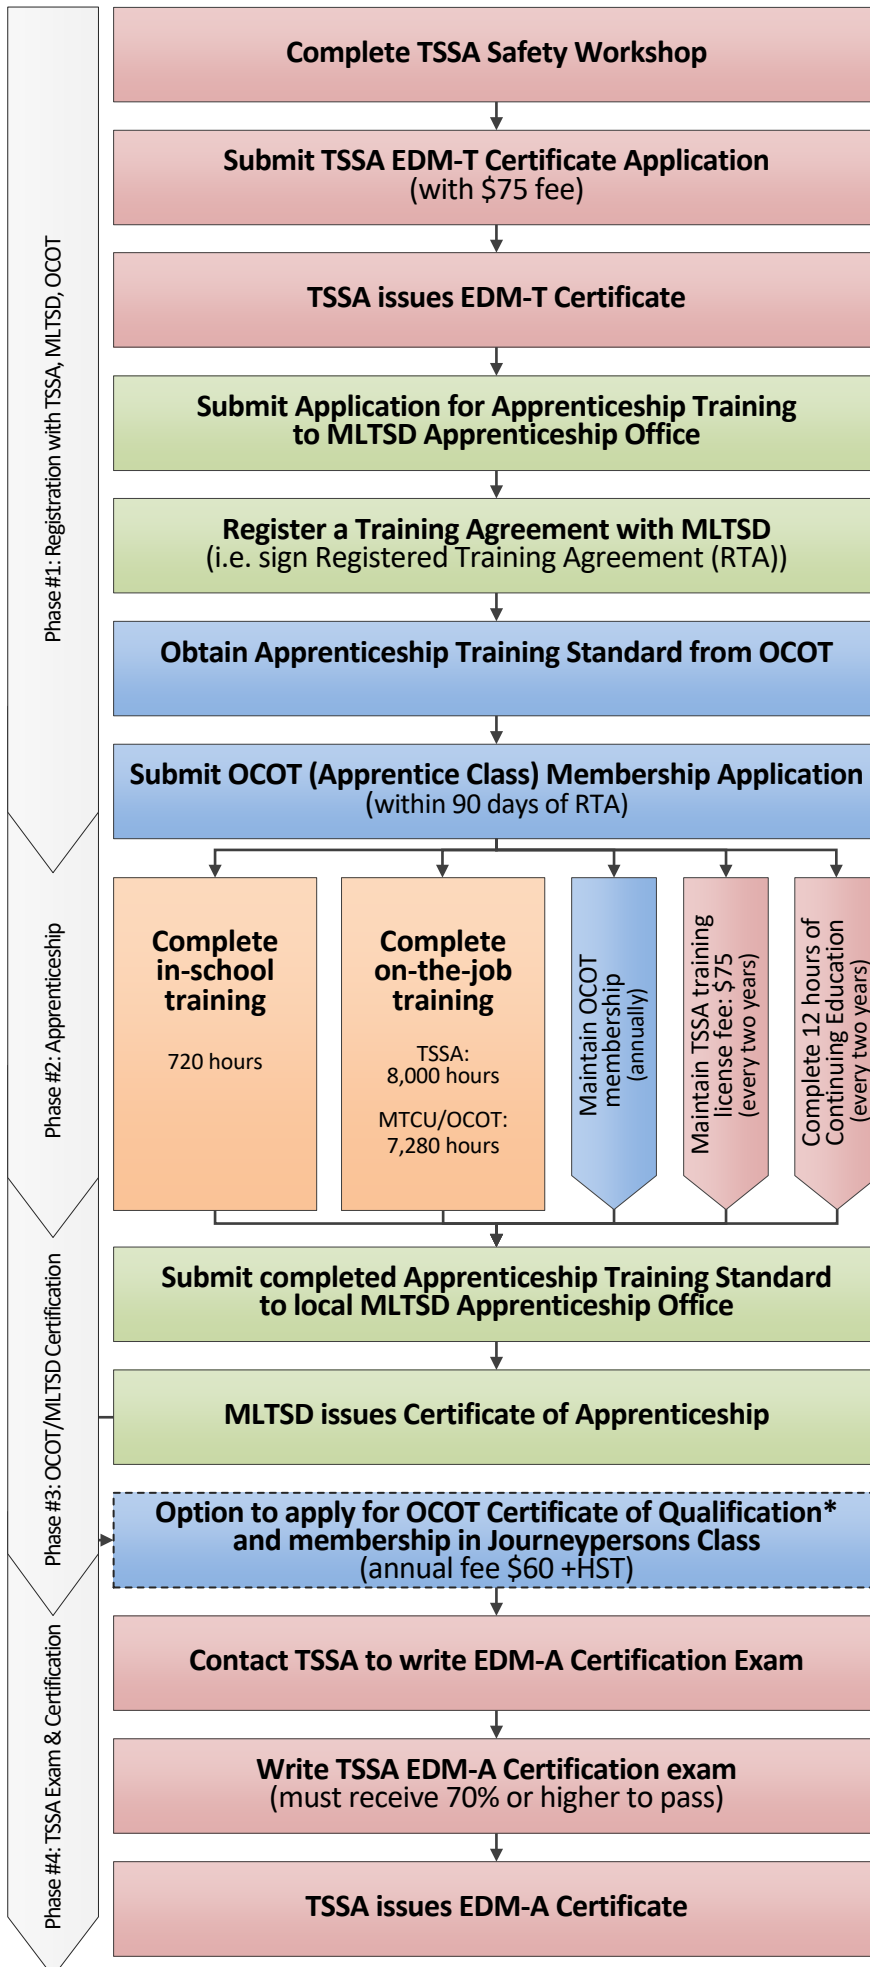 Phase #1: Registration with TSSA, MLTSD, OCOT
Complete TSSA Safety Workshop
Submit TSSA EDM-T Certificate Application
(with $75 fee)
TSSA issues EDM-T Certificate
Submit Application for Apprenticeship Training
to MLTSD Apprenticeship Office
Register a Training Agreement with MLTSD
(i.e. sign Registered Training Agreement (RTA))
Obtain Apprenticeship Training Standard from OCOT
Submit OCOT (Apprentice Class) Membership Application
(within 90 days of RTA)
Phase #2: Apprenticeship
Complete
in-school
training
720 hours
Complete
on-the-job
training
TSSA:
8,000 hours
MTCU/OCOT:
7,280 hours
Maintain OCOT
membership
(annually)
Maintain TSSA training
license fee: $75
(every two years)
Complete 12 hours of
Continuing Education
(every two years)
Phase #3: OCOT/MLTSD Certification
Submit completed Apprenticeship Training Standard
to local MLTSD Apprenticeship Office
MLTSD issues Certificate of Apprenticeship
Option to apply for OCOT Certificate of Qualification*
and membership in Journeypersons Class
(annual fee $60 +HST)
Phase #4: TSSA Exam & Certification
Contact TSSA to write EDM-A Certification Exam
Write TSSA EDM-A Certification exam
(must receive 70% or higher to pass)
TSSA issues EDM-A Certificate